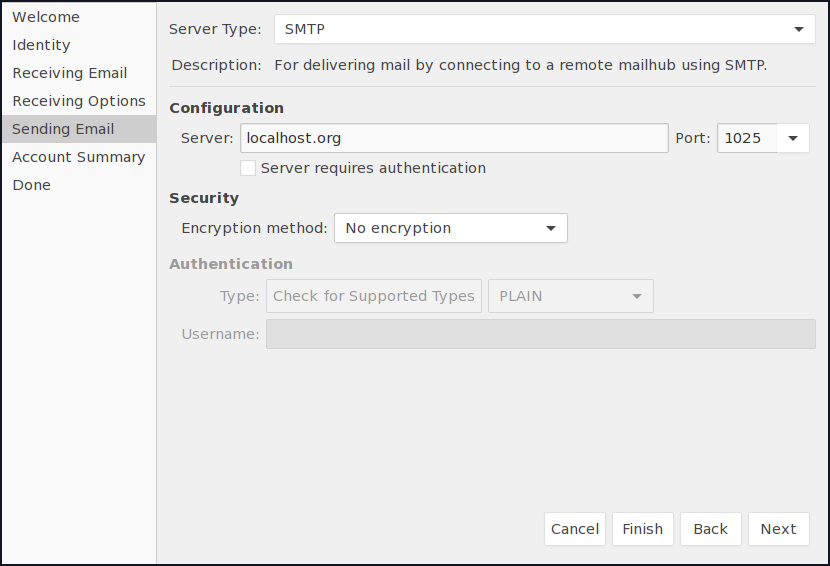 Welcome
Identity
Receiving Email
Receiving Options
Sending Email
Account Summary
Done
Server Type: SMTP
Description: For delivering mail by connecting to a remote mailhub using SMTP.
Configuration
Server: localhost.org Port: 1025
Server requires authentication
Security
Encryption method: No encryption
Authentication
Type: Check for Supported Types PLAIN
Username:
Cancel Finish Back Next